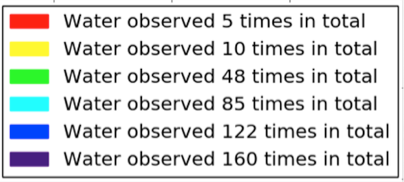 Water observed 5 times in total
Water observed 10 times in total
Water observed 48 times in total
Water observed 85 times in total
Water observed 122 times in total
Water observed 160 times in total